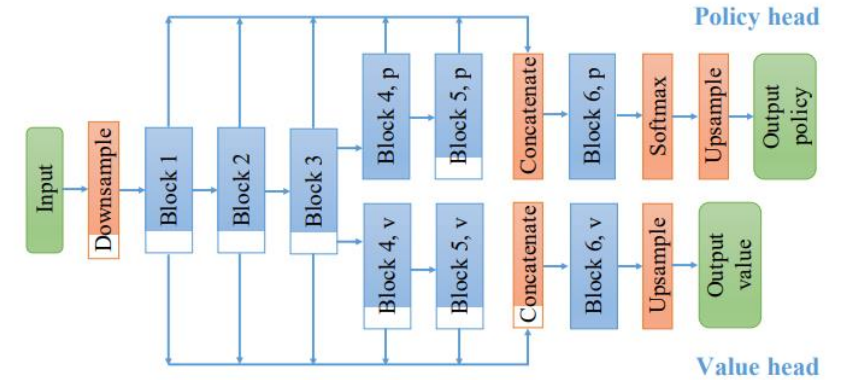 Policy head
Input
Downsample
Block 1
Block 2
Block 3
Block 4, p
Block 5, p
Concatenate
Block 6, p
Softmax
Upsample
Output
policy
Block 4, v
Block 5, v
Concatenate
Block 6, v
Upsample
Output
value
Value head